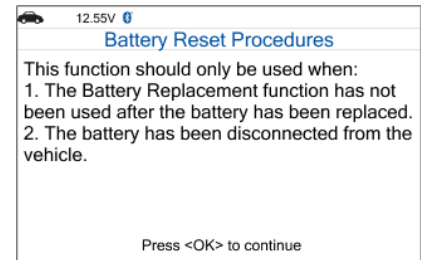 12.55V
Battery Reset Procedures
This function should only be used when:
1. The Battery Replacement function has not
been used after the battery has been replaced.
2. The battery has been disconnected from the
vehicle.
Press <OK> to continue